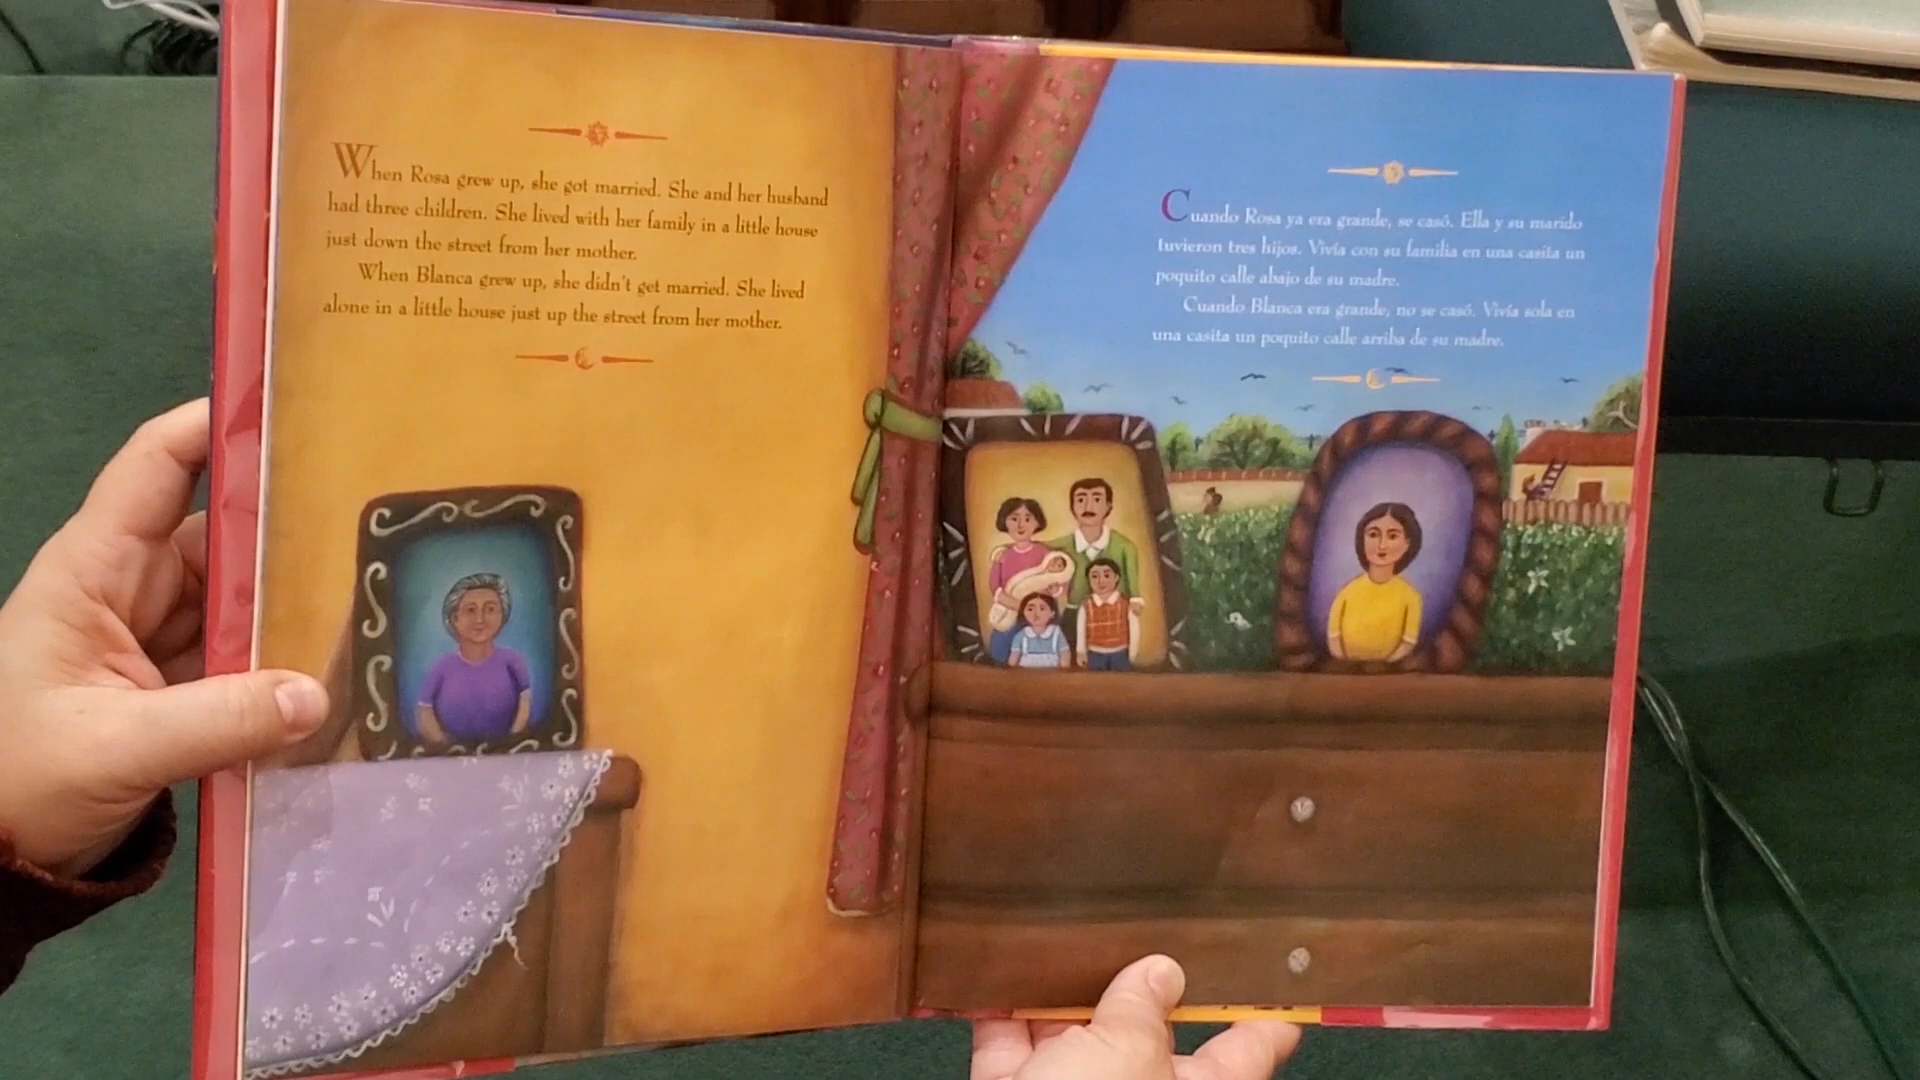 When Rosa grew up, she got married. She and her husband
had three children. She lived with her family in a little house
just down the street from her mother.
When Blanca grew up, she didn't get married. She lived
alone in a little house just up the street from her mother.
Cuando Rosa ya era grande, se casó. Ella y su marido
tuvieron tres hijos. Vivía con su familia en una casita un
poquito calle abajo de su madre.
Cuando Blanca era grande, no se casó. Vivía sola en
una casita un poquito calle arriba de su madre.